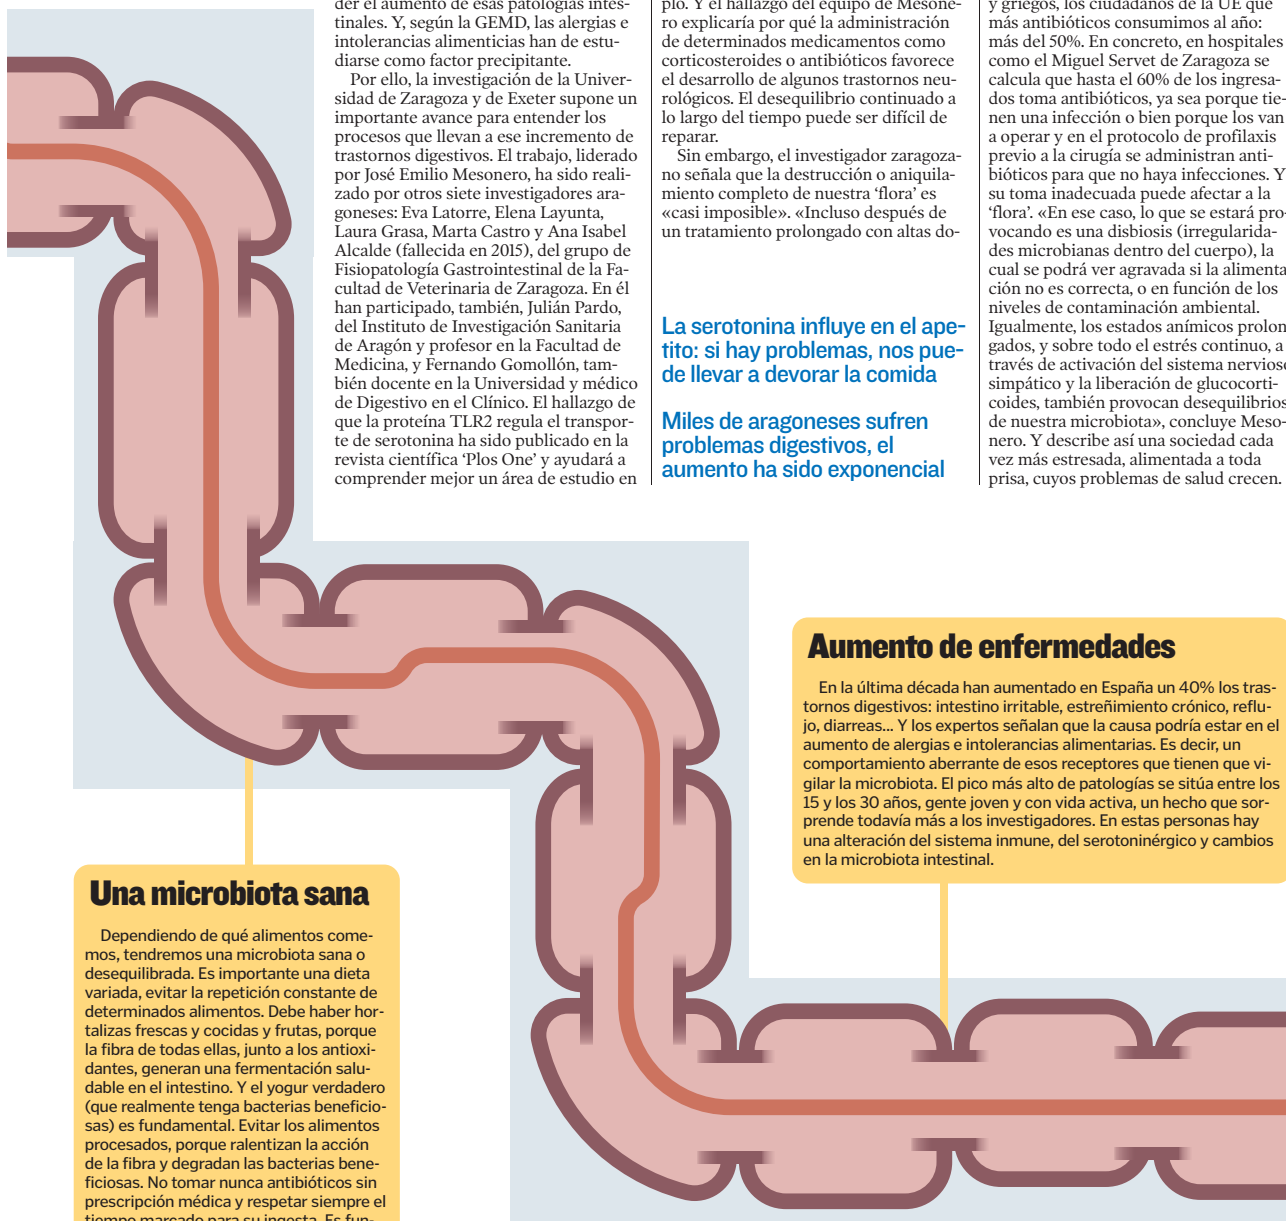 der el aumento de esas patologías intes-
tinales. Y, según la GEMD, las alergias e
intolerancias alimenticias han de estu-
diarse como factor precipitante.
Por ello, la investigación de la Univer-
sidad de Zaragoza y de Exeter supone un
importante avance para entender los
procesos que llevan a ese incremento de
trastornos digestivos. El trabajo, liderado
por José Emilio Mesonero, ha sido reali-
zado por otros siete investigadores ara-
goneses: Eva Latorre, Elena Layunta,
Laura Grasa, Marta Castro y Ana Isabel
Alcalde (fallecida en 2015), del grupo de
Fisiopatología Gastrointestinal de la Fa-
cultad de Veterinaria de Zaragoza. En él
han participado, también, Julián Pardo,
del Instituto de Investigación Sanitaria
de Aragón y profesor en la Facultad de
Medicina, y Fernando Gomollón, tam-
bién docente en la Universidad y médico
de Digestivo en el Clínico. El hallazgo de
que la proteína TLR2 regula el transpor-
te de serotonina ha sido publicado en la
revista científica ‘Plos One’ y ayudará a
comprender mejor un área de estudio en
plo. Y el hallazgo del equipo de Mesone-
ro explicaría por qué la administración
de determinados medicamentos como
corticosteroides o antibióticos favorece
el desarrollo de algunos trastornos neu-
rológicos. El desequilibrio continuado a
lo largo del tiempo puede ser difícil de
reparar.
Sin embargo, el investigador zaragoza-
no señala que la destrucción o aniquila-
miento completo de nuestra ‘flora’ es
«casi imposible». «Incluso después de
un tratamiento prolongado con altas do-
La serotonina influye en el ape-
tito: si hay problemas, nos pue-
de llevar a devorar la comida
Miles de aragoneses sufren
problemas digestivos, el
aumento ha sido exponencial
y griegos, los ciudadanos de la UE que
más antibióticos consumimos al año:
más del 50%. En concreto, en hospitales
como el Miguel Servet de Zaragoza se
calcula que hasta el 60% de los ingresa-
dos toma antibióticos, ya sea porque tie-
nen una infección o bien porque los van
a operar y en el protocolo de profilaxis
previo a la cirugía se administran anti-
bióticos para que no haya infecciones. Y
su toma inadecuada puede afectar a la
‘flora’. «En ese caso, lo que se estará pro-
vocando es una disbiosis (irregularida-
des microbianas dentro del cuerpo), la
cual se podrá ver agravada si la alimenta
ción no es correcta, o en función de los
niveles de contaminación ambiental.
Igualmente, los estados anímicos prolon
gados, y sobre todo el estrés continuo, a
través de activación del sistema nervioso
simpático y la liberación de glucocorti-
coides, también provocan desequilibrios
de nuestra microbiota», concluye Meso-
nero. Y describe así una sociedad cada
vez más estresada, alimentada a toda
prisa, cuyos problemas de salud crecen.
Aumento de enfermedades
En la última década han aumentado en España un 40% los tras-
tornos digestivos: intestino irritable, estreñimiento crónico, reflu-
jo, diarreas... Y los expertos señalan que la causa podría estar en el
aumento de alergias e intolerancias alimentarias. Es decir, un
comportamiento aberrante de esos receptores que tienen que vi-
gilar la microbiota. El pico más alto de patologías se sitúa entre los
15 y los 30 años, gente joven y con vida activa, un hecho que sor-
prende todavía más a los investigadores. En estas personas hay
una alteración del sistema inmune, del serotoninérgico y cambios
en la microbiota intestinal.
Una microbiota sana
Dependiendo de qué alimentos come-
mos, tendremos una microbiota sana o
desequilibrada. Es importante una dieta
variada, evitar la repetición constante de
determinados alimentos. Debe haber hor-
talizas frescas y cocidas y frutas, porque
la fibra de todas ellas, junto a los antioxi-
dantes, generan una fermentación salu-
dable en el intestino. Y el yogur verdadero
(que realmente tenga bacterias beneficio-
sas) es fundamental. Evitar los alimentos
procesados, porque ralentizan la acción
de la fibra y degradan las bacterias bene-
ficiosas. No tomar nunca antibióticos sin
prescripción médica y respetar siempre el
tiempo marcado para su ingesta. Es fun-